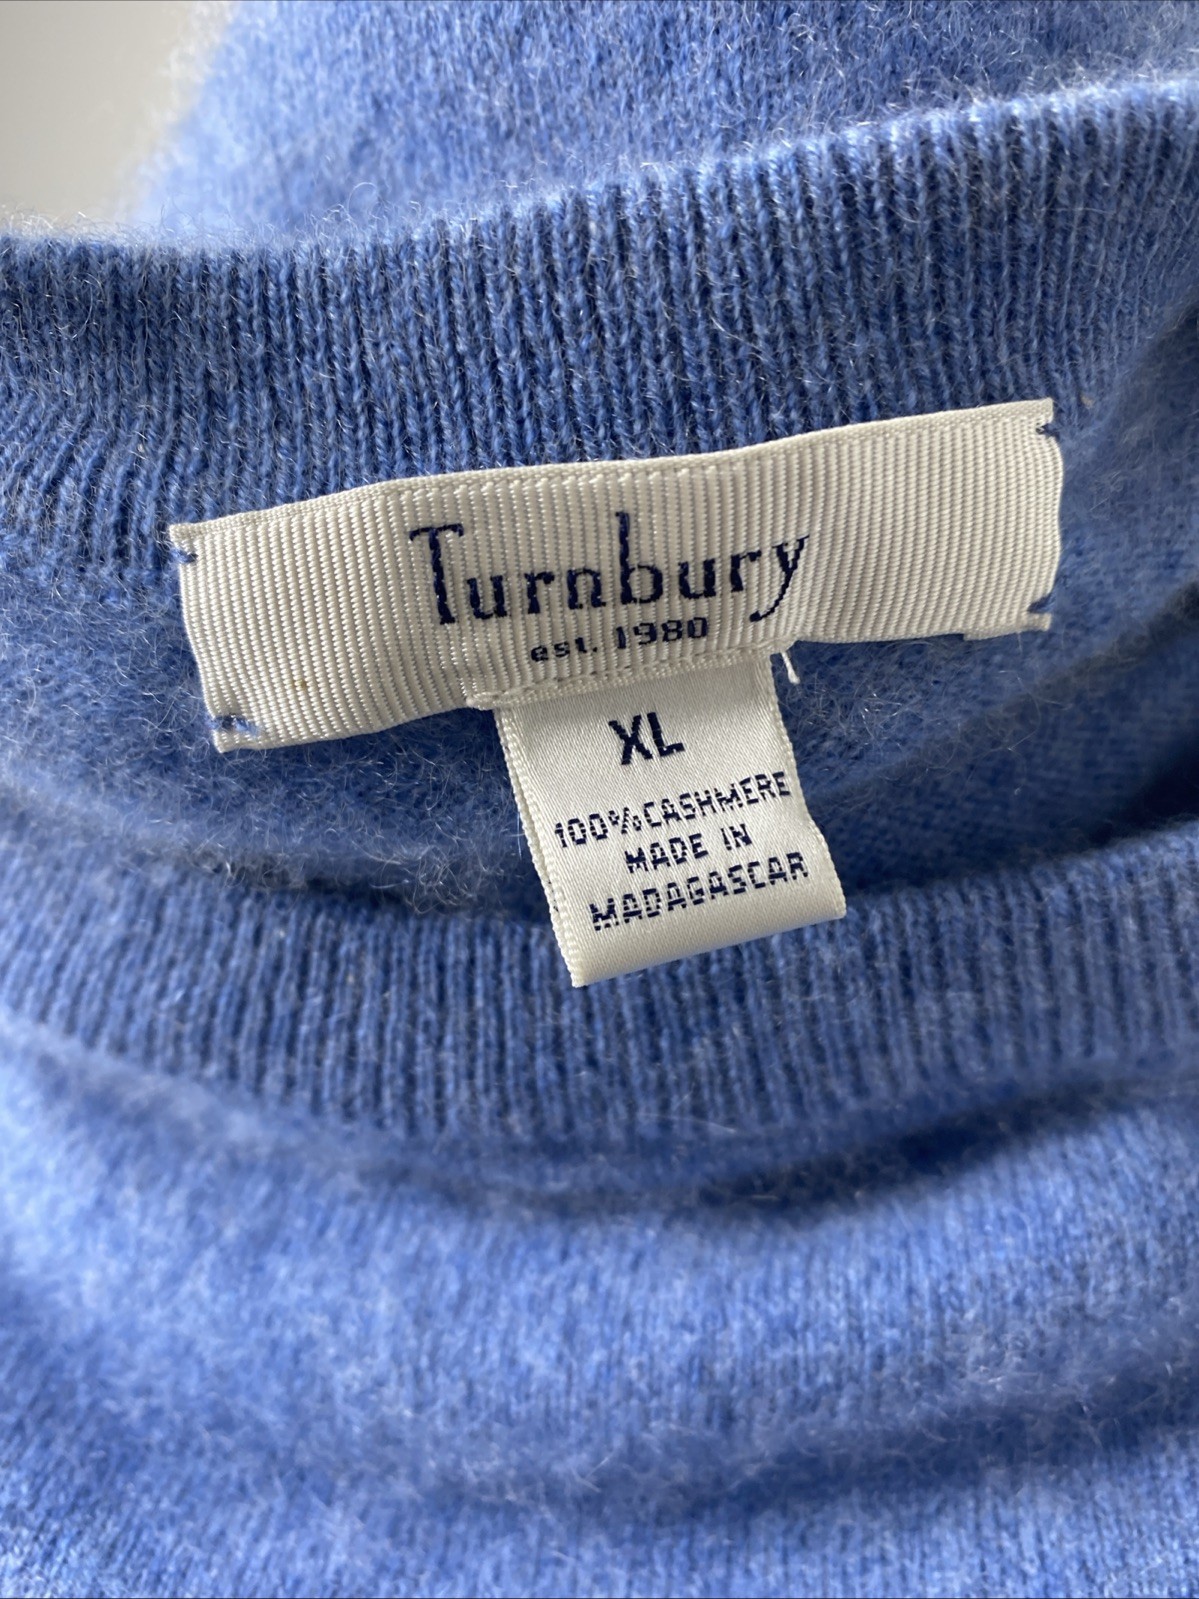 Turnbury
est. 1980
XL
100%CASHMERE
MADE IN
MADAGASCAR